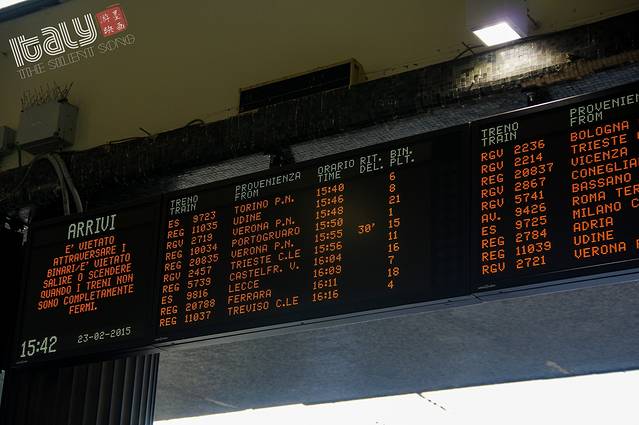 Italy
THE SILENT SONG
ARRIVI
E' VIETATO
ATTRAVERSARE I
BINARI/E' VIETATO
SALIRE O SCENDERE
QUANDO I TRENI NON
SONO COMPLETAMENTE
FERMI.
15:42 23-02-2015
TRENO PROVENIENZA ORARIO RIT. BIN.
TRAIN FROM TIME DEL. PLT.
ES 9723 TORINO P.N. 15:40 6
REG 11035 UDINE 15:46 8
RGV 2719 VERONA P.N. 15:48 21
REG 10034 PORTOGRUARO 15:50 1
REG 20835 VERONA P.N. 15:55 30' 15
RGV 2457 TRIESTE C.LE 15:56 11
REG 5739 CASTELFR. V. 16:04 16
ES 9816 LECCE 16:09 7
REG 20788 FERRARA 16:11 18
REG 11037 TREVISO C.LE 16:16 4
TRENO PROVENIEN
TRAIN FROM
RGV 2236 BOLOGNA
RGV 2214 TRIESTE
REG 20837 VICENZA
RGV 2867 CONEGLIA
RGV 5741 BASSANO
AV. 9426 ROMA TE
ES 9725 MILANO C
REG 2784 ADRIA
REG 11039 UDINE
RGV 2721 VERONA